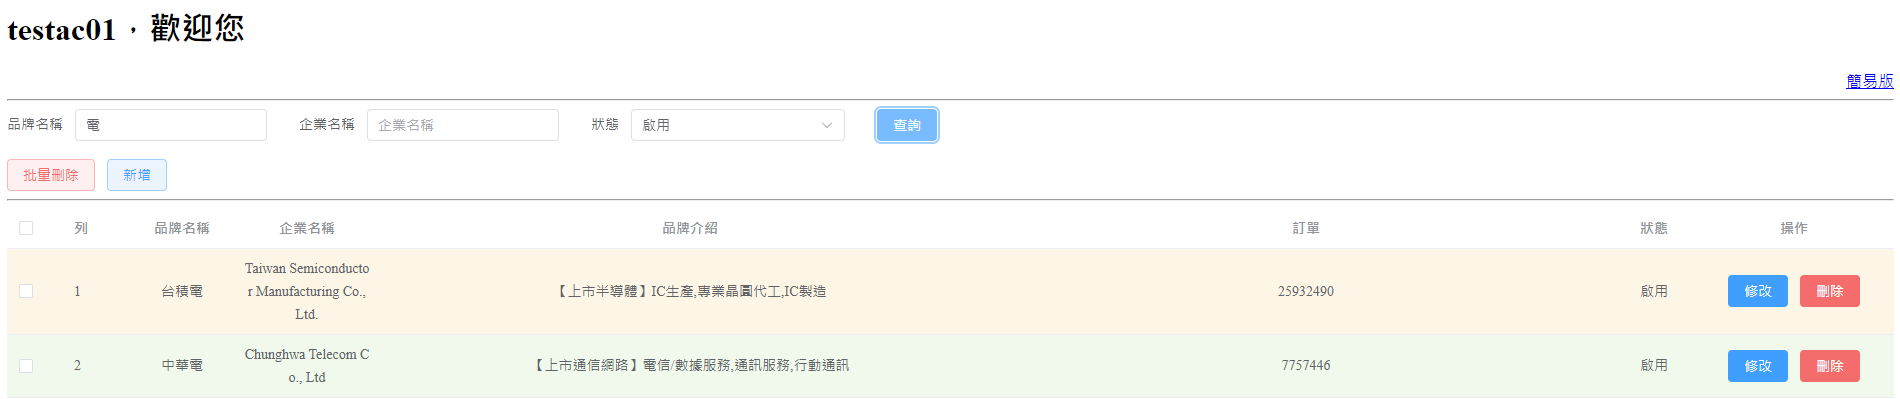 testac01，歡迎您
簡易版
品牌名稱 電 企業名稱 企業名稱 狀態 啟用 查詢
批量刪除 新增
列 品牌名稱 企業名稱 品牌介紹 訂單 狀態 操作
Taiwan Semiconducto
1 台積電 r Manufacturing Co., 【上市半導體】IC生產,專業晶圓代工,IC製造 25932490 啟用 修改 刪除
Ltd.
Chunghwa Telecom C
2 中華電 【上市通信網路】電信/數據服務,通訊服務,行動通訊 7757446 啟用 修改 刪除
o., Ltd